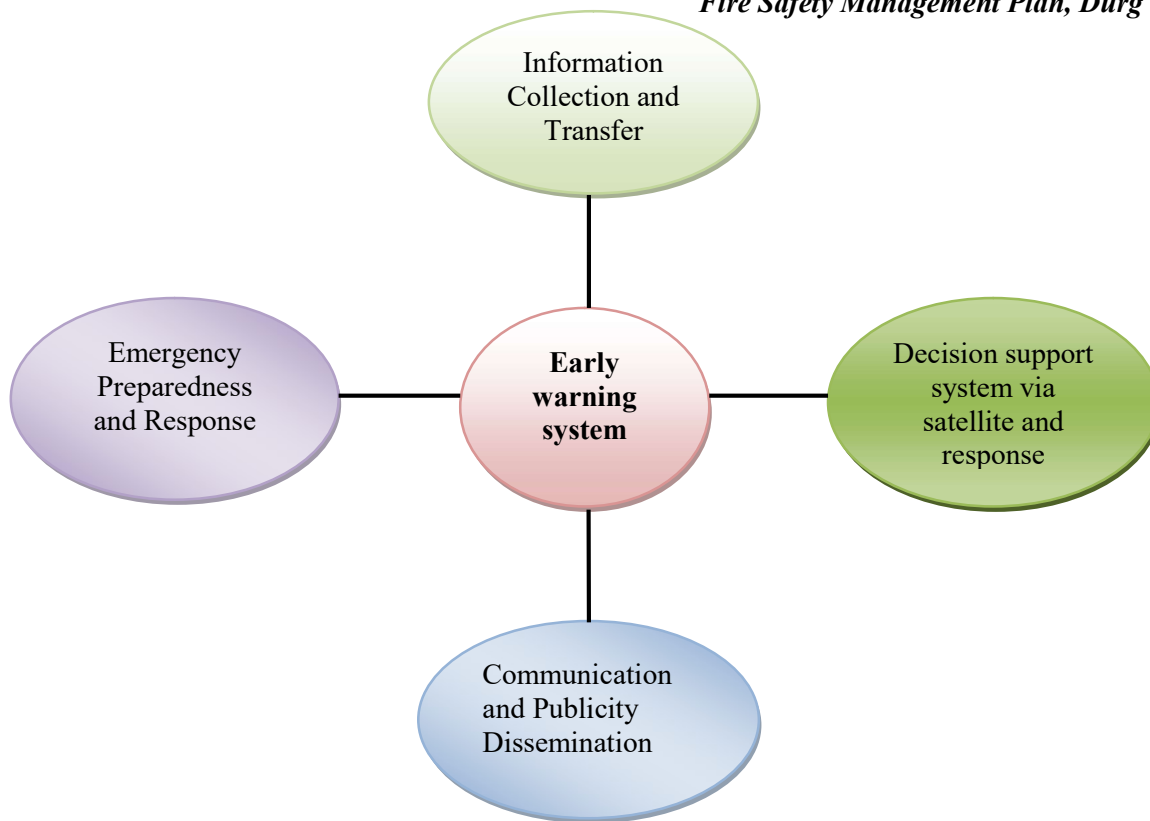 Fire Safety Management Plan, Durg
Information
Collection and
Transfer
Emergency
Preparedness
and Response
Early
warning
system
Decision support
system via
satellite and
response
Communication
and Publicity
Dissemination